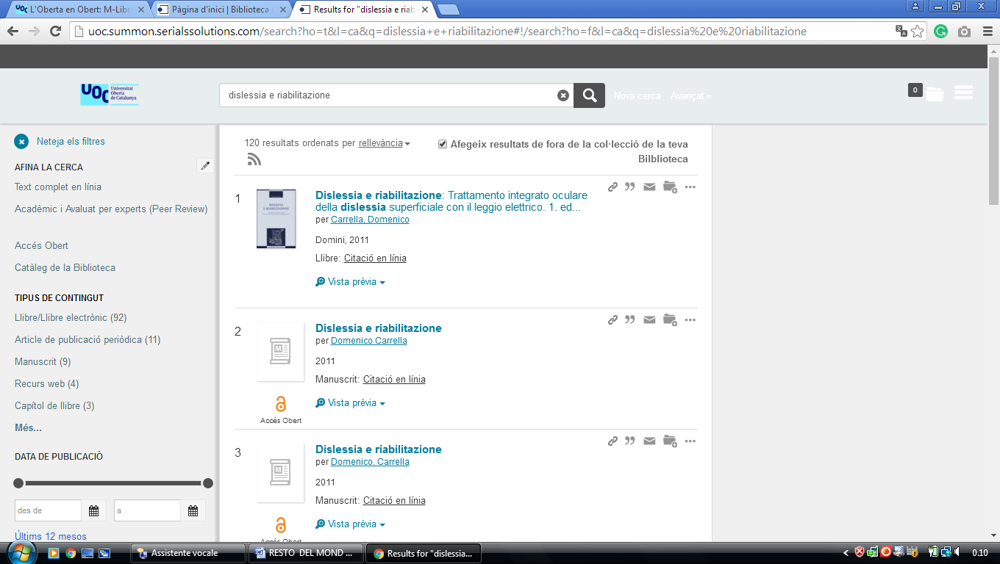 L'Oberta en Obert: M-Libr
Pàgina d'inici | Biblioteca
Results for "dislessia e riab
uoc.summon.serialssolutions.com/search?ho=t&l=ca&q=dislessia+e+riabilitazione#!/search?ho=f&l=ca&q=dislessia%20e%20riabilitazione
UOC Universitat Oberta de Catalunya
dislessia e riabilitazione
Nova cerca Avançat
0
Neteja els filtres
AFINA LA CERCA
Text complet en línia
Acadèmic i Avaluat per experts (Peer Review)
Accés Obert
Catàleg de la Biblioteca
TIPUS DE CONTINGUT
Llibre/Llibre electrònic (92)
Article de publicació periòdica (11)
Manuscrit (9)
Recurs web (4)
Capítol de llibre (3)
Més...
DATA DE PUBLICACIÓ
des de
a
Últims 12 mesos
120 resultats ordenats per rellevància
Afegeix resultats de fora de la col·lecció de la teva
Bilblioteca
1
DISLESSIA
E RIABILITAZIONE
Dislessia e riabilitazione: Trattamento integrato oculare
della dislessia superficiale con il leggio elettrico. 1. ed...
per Carrella, Domenico
Domini, 2011
Llibre: Citació en línia
Vista prèvia
2
Dislessia e riabilitazione
per Domenico Carrella
2011
Manuscrit: Citació en línia
Vista prèvia
Accés Obert
3
Dislessia e riabilitazione
per Domenico. Carrella
2011
Manuscrit: Citació en línia
Vista prèvia
Accés Obert
Assistente vocale
RESTO DEL MOND ...
Results for "dislessia...
0.10